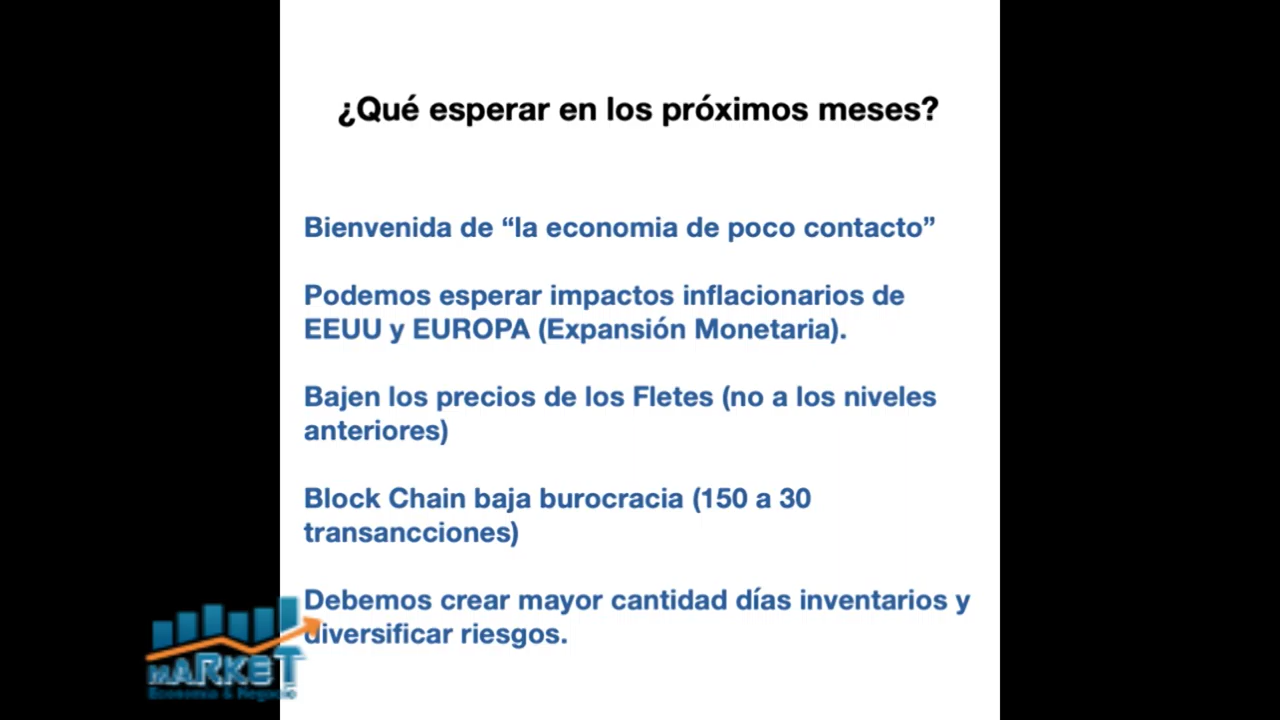 ¿Qué esperar en los próximos meses?
Bienvenida de “la economia de poco contacto”
Podemos esperar impactos inflacionarios de
EEUU y EUROPA (Expansión Monetaria).
Bajen los precios de los Fletes (no a los niveles
anteriores)
Block Chain baja burocracia (150 a 30
transancciones)
Debemos crear mayor cantidad días inventarios y
diversificar riesgos.
MARKET
Economia & Negocio